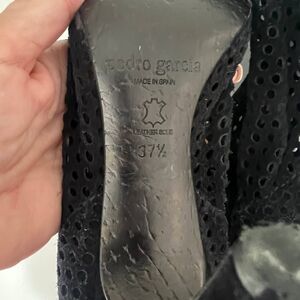 pedro garcia
MADE IN SPAIN
LEATHER SOLE
37½